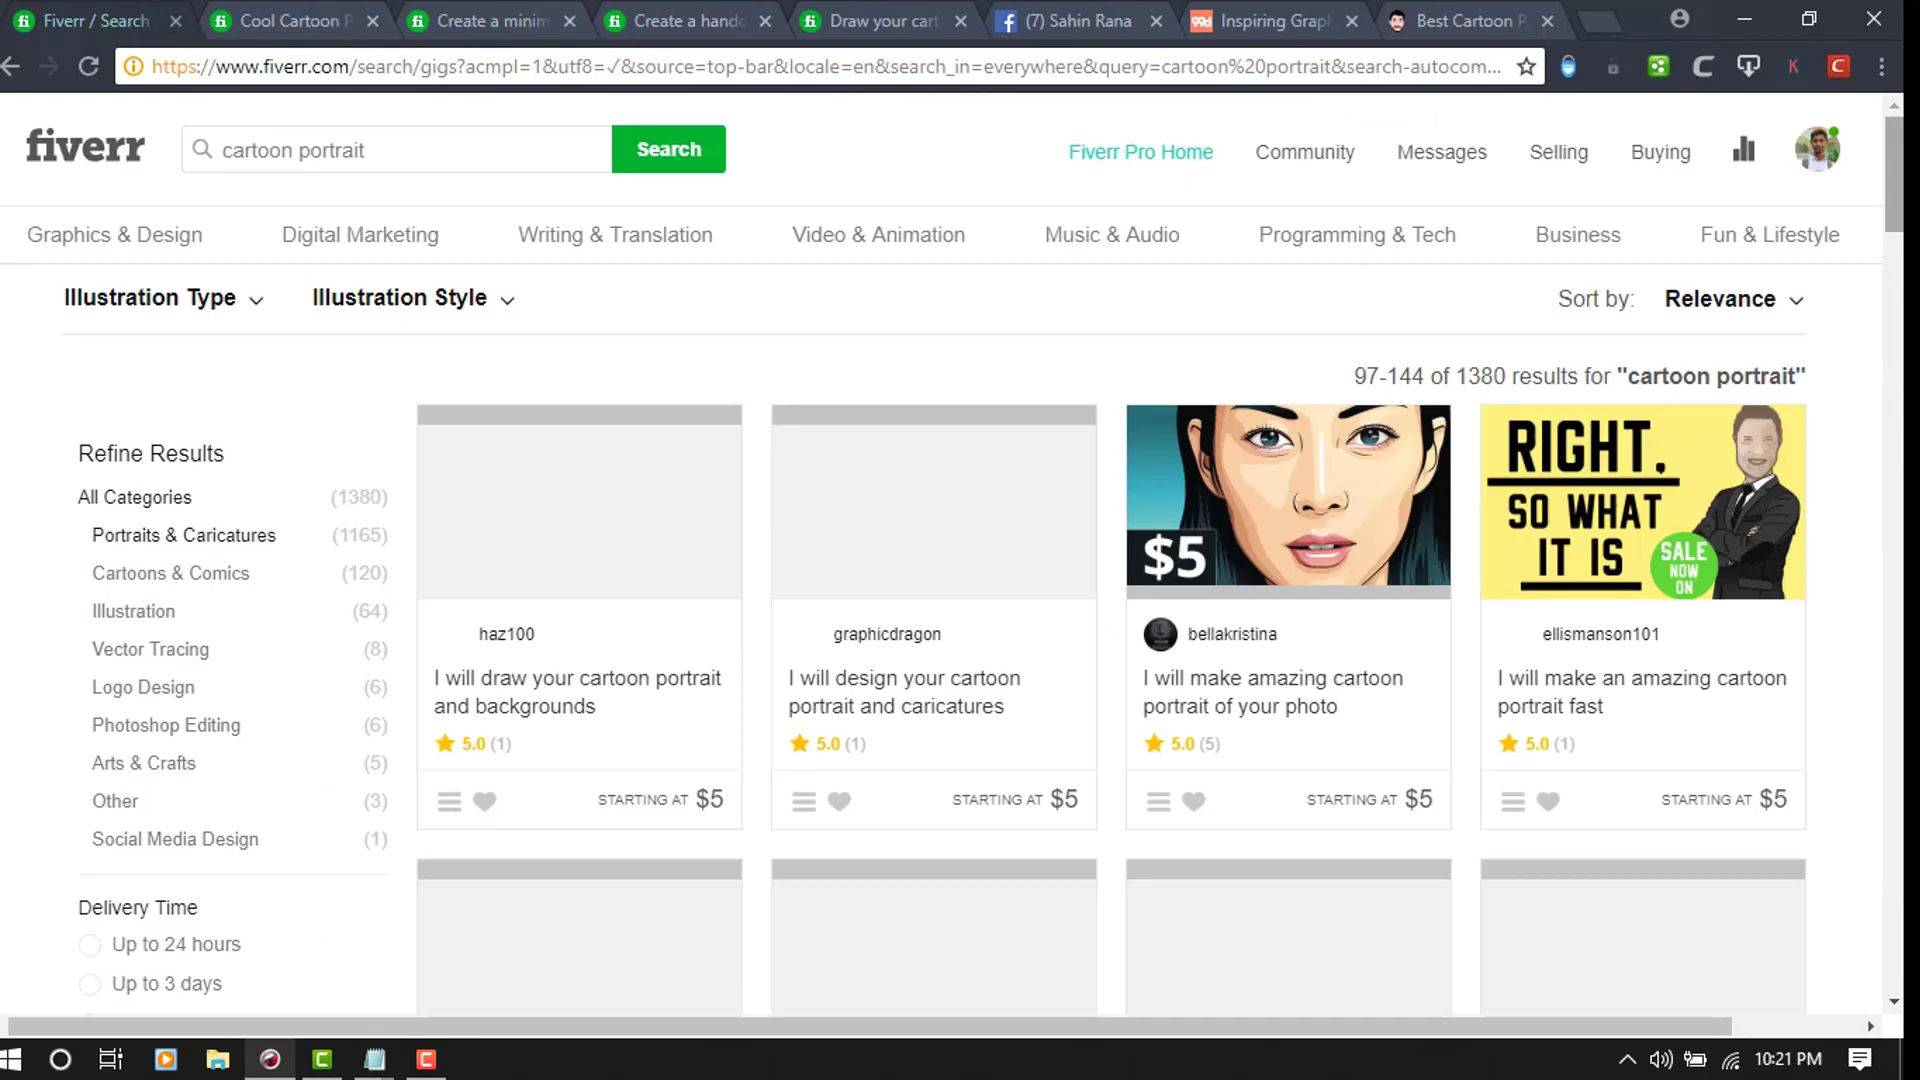 Fiverr / Search
Cool Cartoon P
Create a minim
Create a hando
Draw your cart
(7) Sahin Rana
99d
Inspiring Grap
Best Cartoon P
https://www.fiverr.com/search/gigs?acmpl=1&utf8=✓&source=top-bar&locale=en&search_in=everywhere&query=cartoon%20portrait&search-autocom...
fiverr
cartoon portrait
Search
Fiverr Pro Home
Community
Messages
Selling
Buying
Graphics & Design
Digital Marketing
Writing & Translation
Video & Animation
Music & Audio
Programming & Tech
Business
Fun & Lifestyle
Illustration Type
Illustration Style
Sort by:
Relevance
97-144 of 1380 results for "cartoon portrait"
Refine Results
All Categories (1380)
Portraits & Caricatures (1165)
Cartoons & Comics (120)
Illustration (64)
Vector Tracing (8)
Logo Design (6)
Photoshop Editing (6)
Arts & Crafts (5)
Other (3)
Social Media Design (1)
Delivery Time
Up to 24 hours
Up to 3 days
haz100
I will draw your cartoon portrait
and backgrounds
5.0 (1)
STARTING AT $5
graphicdragon
I will design your cartoon
portrait and caricatures
5.0 (1)
STARTING AT $5
$5
bellakristina
I will make amazing cartoon
portrait of your photo
5.0 (5)
STARTING AT $5
RIGHT.
SO WHAT
IT IS
SALE
NOW
ON
ellismanson101
I will make an amazing cartoon
portrait fast
5.0 (1)
STARTING AT $5
10:21 PM